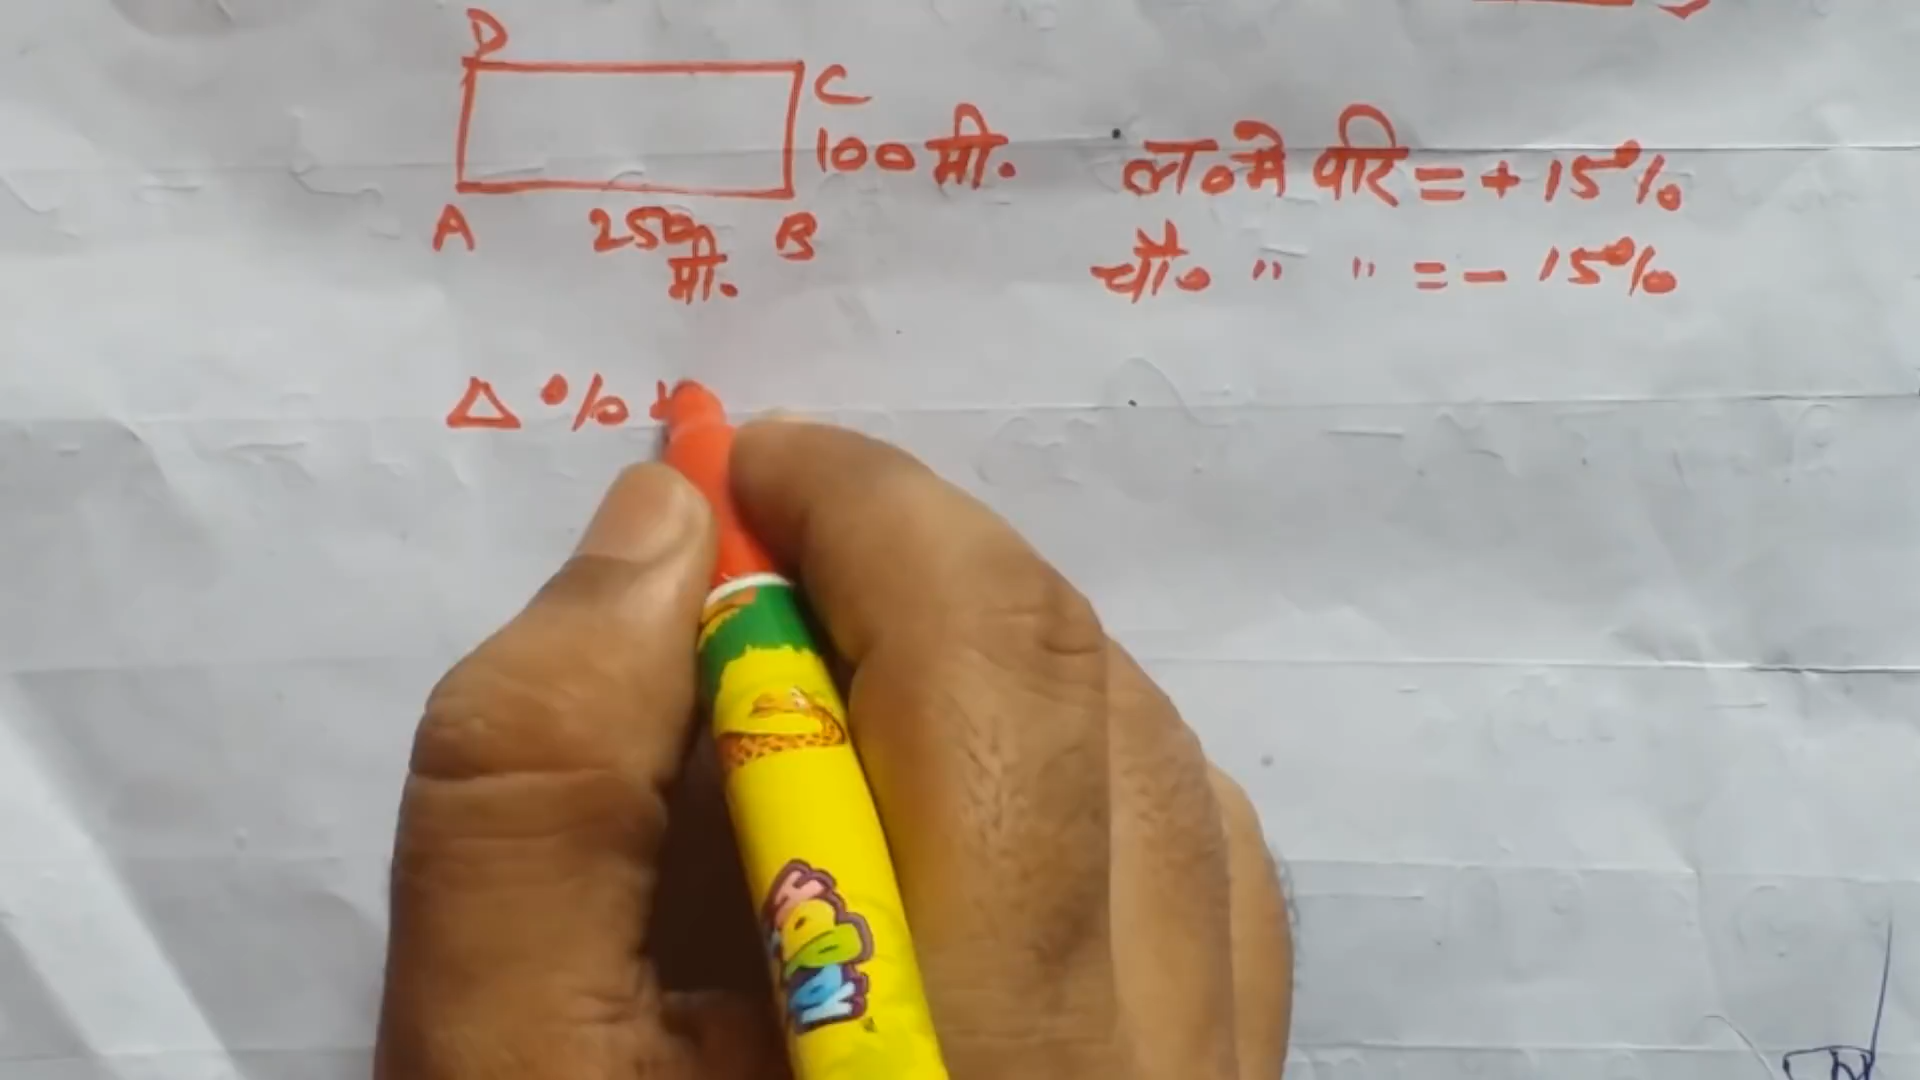 D
C
100 मी.
A 250 B
मी.
ल० मे परि = + 15%
चौ० " " = - 15%
Δ %